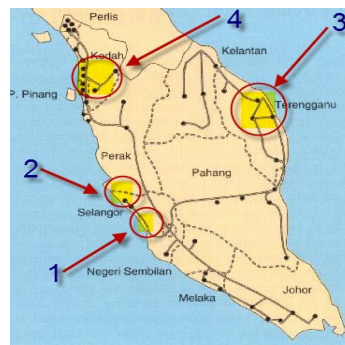 Perlis
4
3
Kedah
Kelantan
P. Pinang
Terengganu
Perak
2
Pahang
Selangor
1
Negeri Sembilan
Johor
Melaka